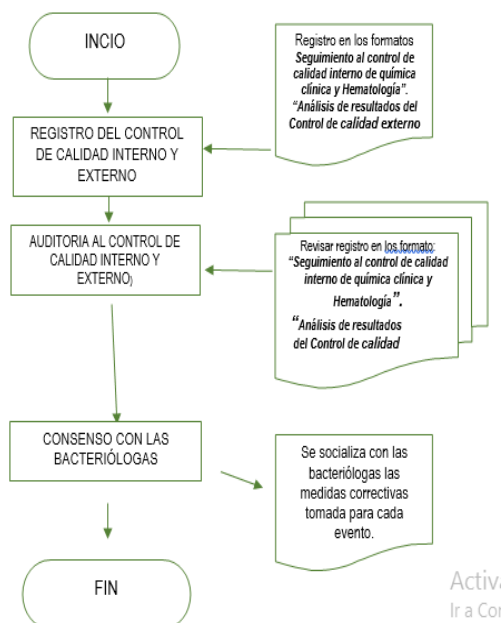 INCIO
Registro en los formatos
Seguimiento al control de
calidad interno de química
clínica y Hematología”.
“Análisis de resultados del
Control de calidad externo
REGISTRO DEL CONTROL
DE CALIDAD INTERNO Y
EXTERNO
AUDITORIA AL CONTROL DE
CALIDAD INTERNO Y
EXTERNO)
Revisar registro en los formato:
“Seguimiento al control de calidad
interno de química clínica y
Hematología”.
“Análisis de resultados
del Control de calidad
CONSENSO CON LAS
BACTERIÓLOGAS
Se socializa con las
bacteriólogas las
medidas correctivas
tomada para cada
evento.
FIN
Activa
Ir a Con